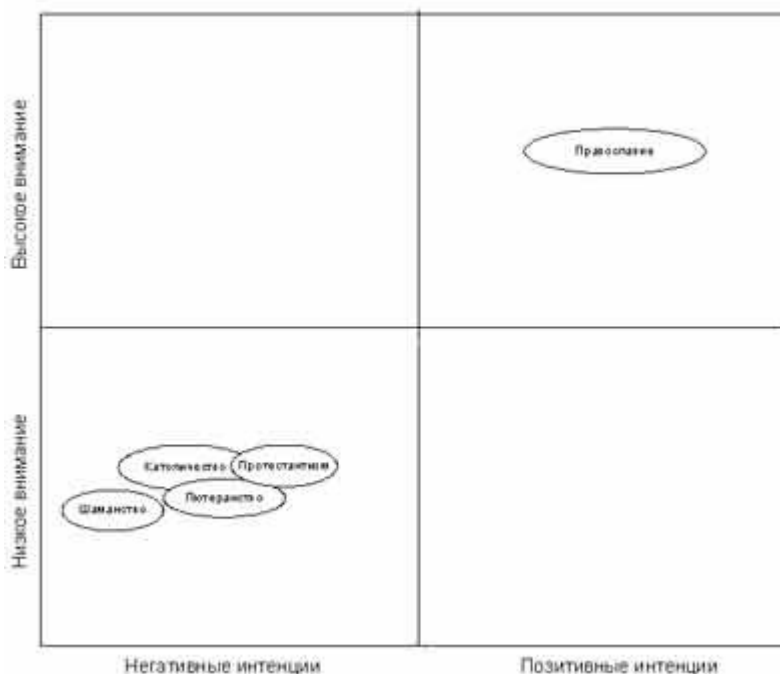 Высокое внимание
Православие
Низкое внимание
Католичество
Протестантизм
Лютеранство
Шаманство
Негативные интенции
Позитивные интенции